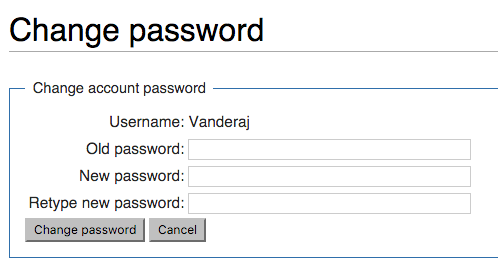 Change password
Change account password
Username: Vanderaj
Old password:
New password:
Retype new password:
Change password Cancel